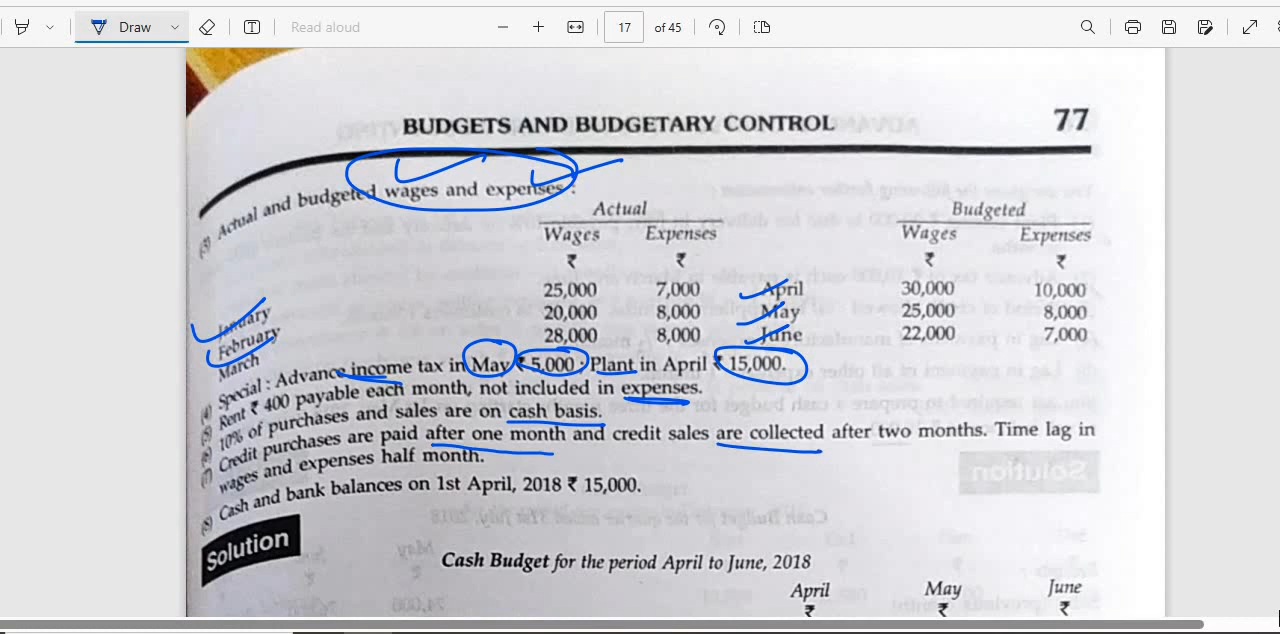 Draw
Read aloud
17 of 45
BUDGETS AND BUDGETARY CONTROL 77
(3) Actual and budgeted wages and expenses :
Actual Budgeted
Wages Expenses Wages Expenses
₹ ₹ ₹ ₹
January 25,000 7,000 April 30,000 10,000
February 20,000 8,000 May 25,000 8,000
March 28,000 8,000 June 22,000 7,000
(4) Special : Advance income tax in May ₹ 5,000 : Plant in April ₹ 15,000.
(5) Rent ₹ 400 payable each month, not included in expenses.
(6) 10% of purchases and sales are on cash basis.
(7) Credit purchases are paid after one month and credit sales are collected after two months. Time lag in
wages and expenses half month.
(8) Cash and bank balances on 1st April, 2018 ₹ 15,000.
Solution
Cash Budget for the period April to June, 2018
April May June
₹ ₹ ₹